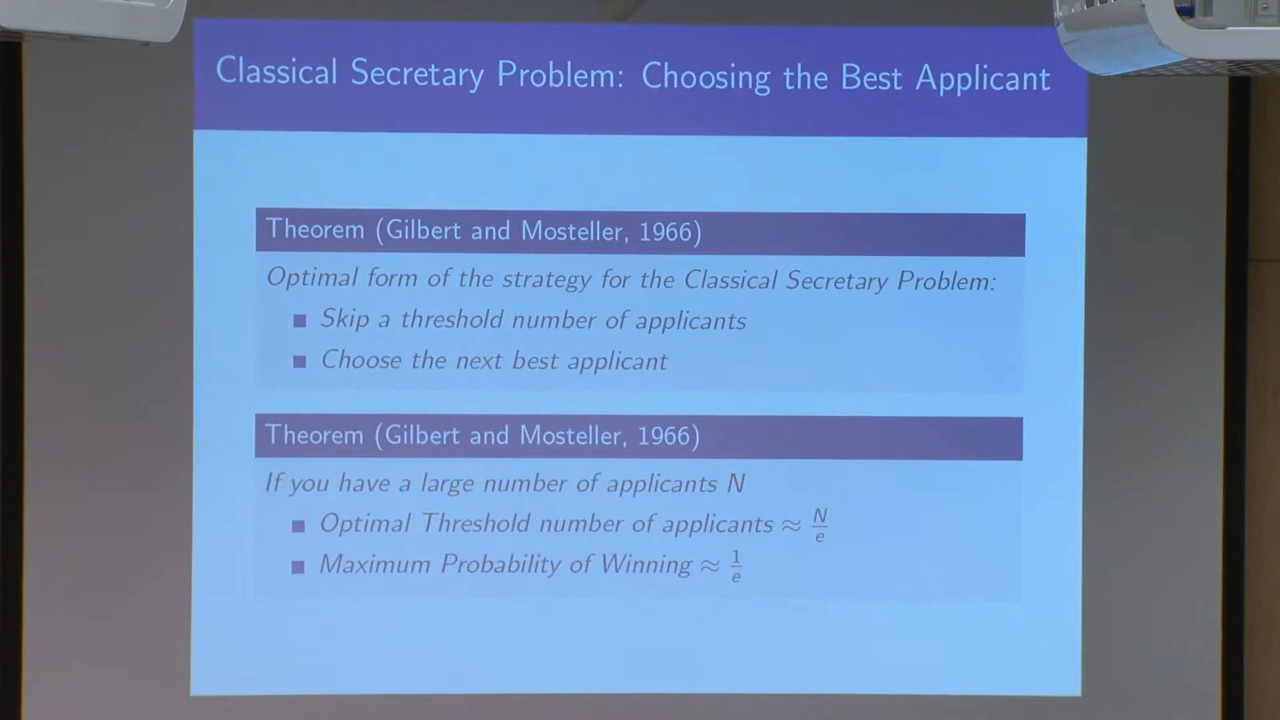 Classical Secretary Problem: Choosing the Best Applicant
Theorem (Gilbert and Mosteller, 1966)
Optimal form of the strategy for the Classical Secretary Problem:
■ Skip a threshold number of applicants
■ Choose the next best applicant
Theorem (Gilbert and Mosteller, 1966)
If you have a large number of applicants N
■ Optimal Threshold number of applicants ≈ N/e
■ Maximum Probability of Winning ≈ 1/e